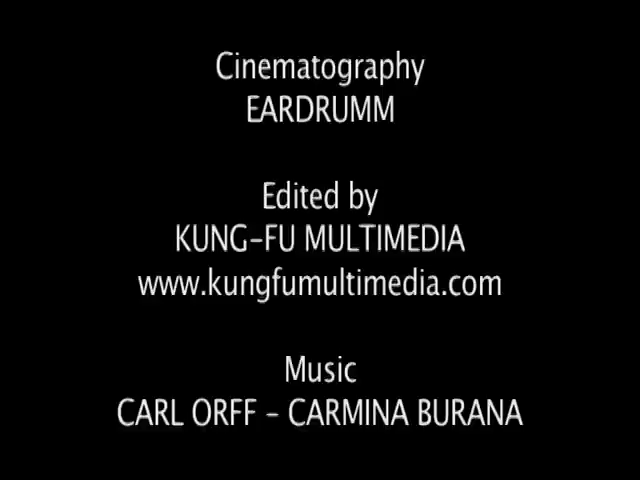 Cinematography
EARDRUMM
Edited by
KUNG-FU MULTIMEDIA
www.kungfumultimedia.com
Music
CARL ORFF - CARMINA BURANA